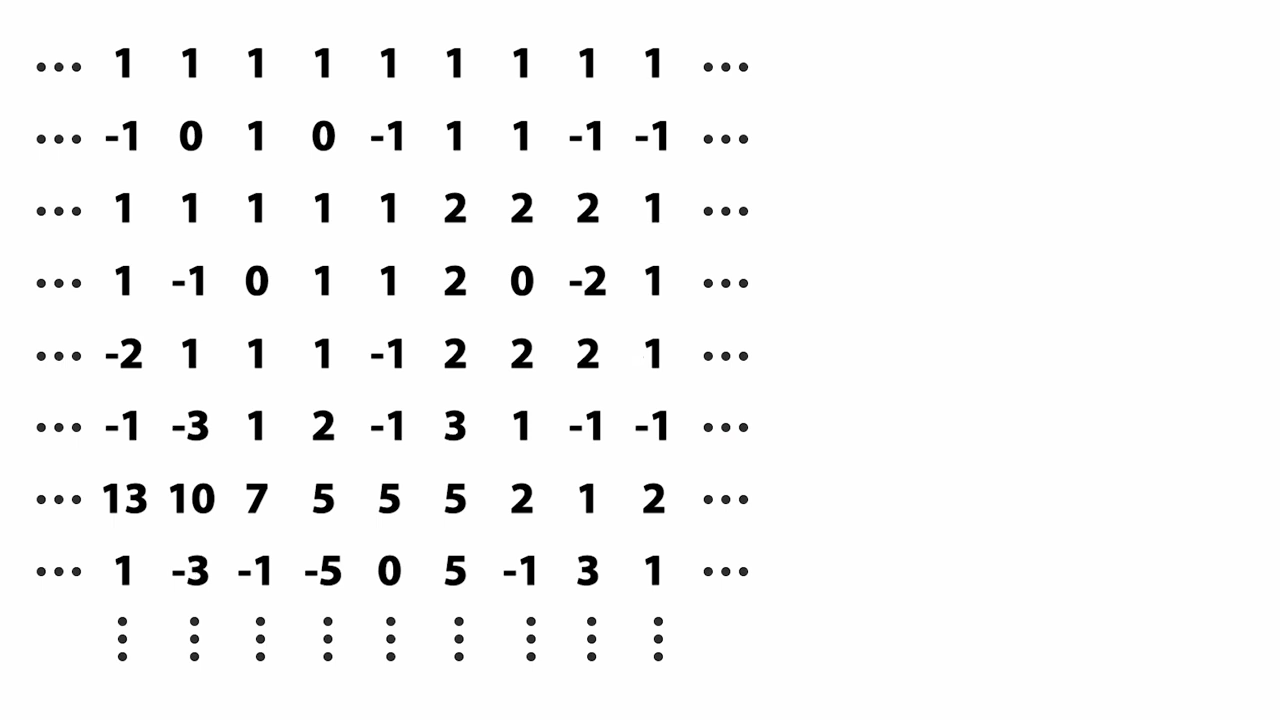 ... 1 1 1 1 1 1 1 1 1 ...
... -1 0 1 0 -1 1 1 -1 -1 ...
... 1 1 1 1 1 2 2 2 1 ...
... 1 -1 0 1 1 2 0 -2 1 ...
... -2 1 1 1 -1 2 2 2 1 ...
... -1 -3 1 2 -1 3 1 -1 -1 ...
... 13 10 7 5 5 5 2 1 2 ...
... 1 -3 -1 -5 0 5 -1 3 1 ...
⋮ ⋮ ⋮ ⋮ ⋮ ⋮ ⋮ ⋮ ⋮